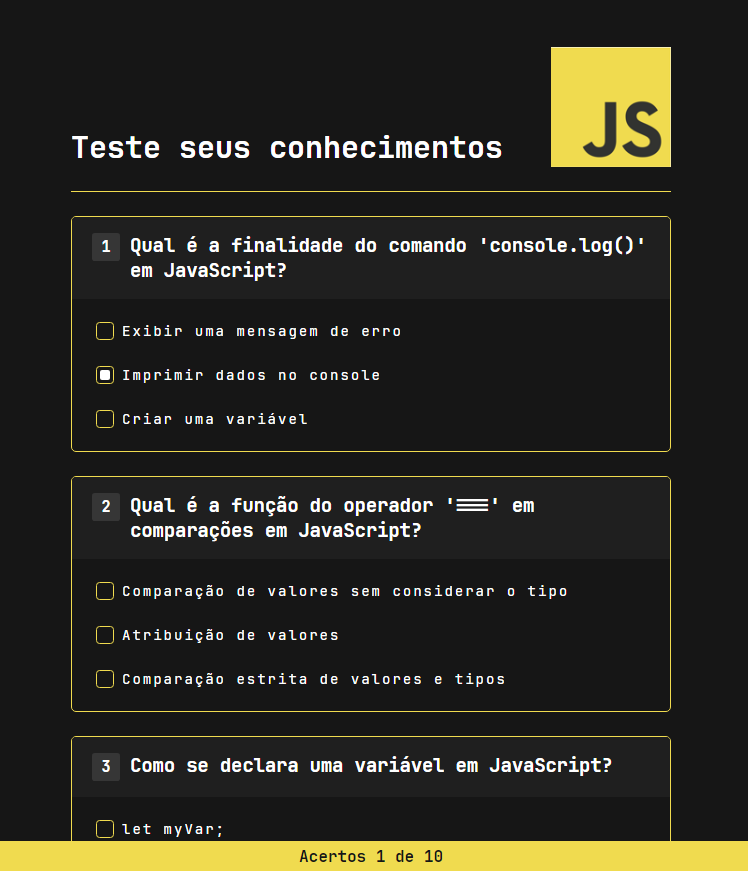 JS
Teste seus conhecimentos
1 Qual é a finalidade do comando 'console.log()'
em JavaScript?
Exibir uma mensagem de erro
Imprimir dados no console
Criar uma variável
2 Qual é a função do operador '===' em
comparações em JavaScript?
Comparação de valores sem considerar o tipo
Atribuição de valores
Comparação estrita de valores e tipos
3 Como se declara uma variável em JavaScript?
let myVar;
Acertos 1 de 10